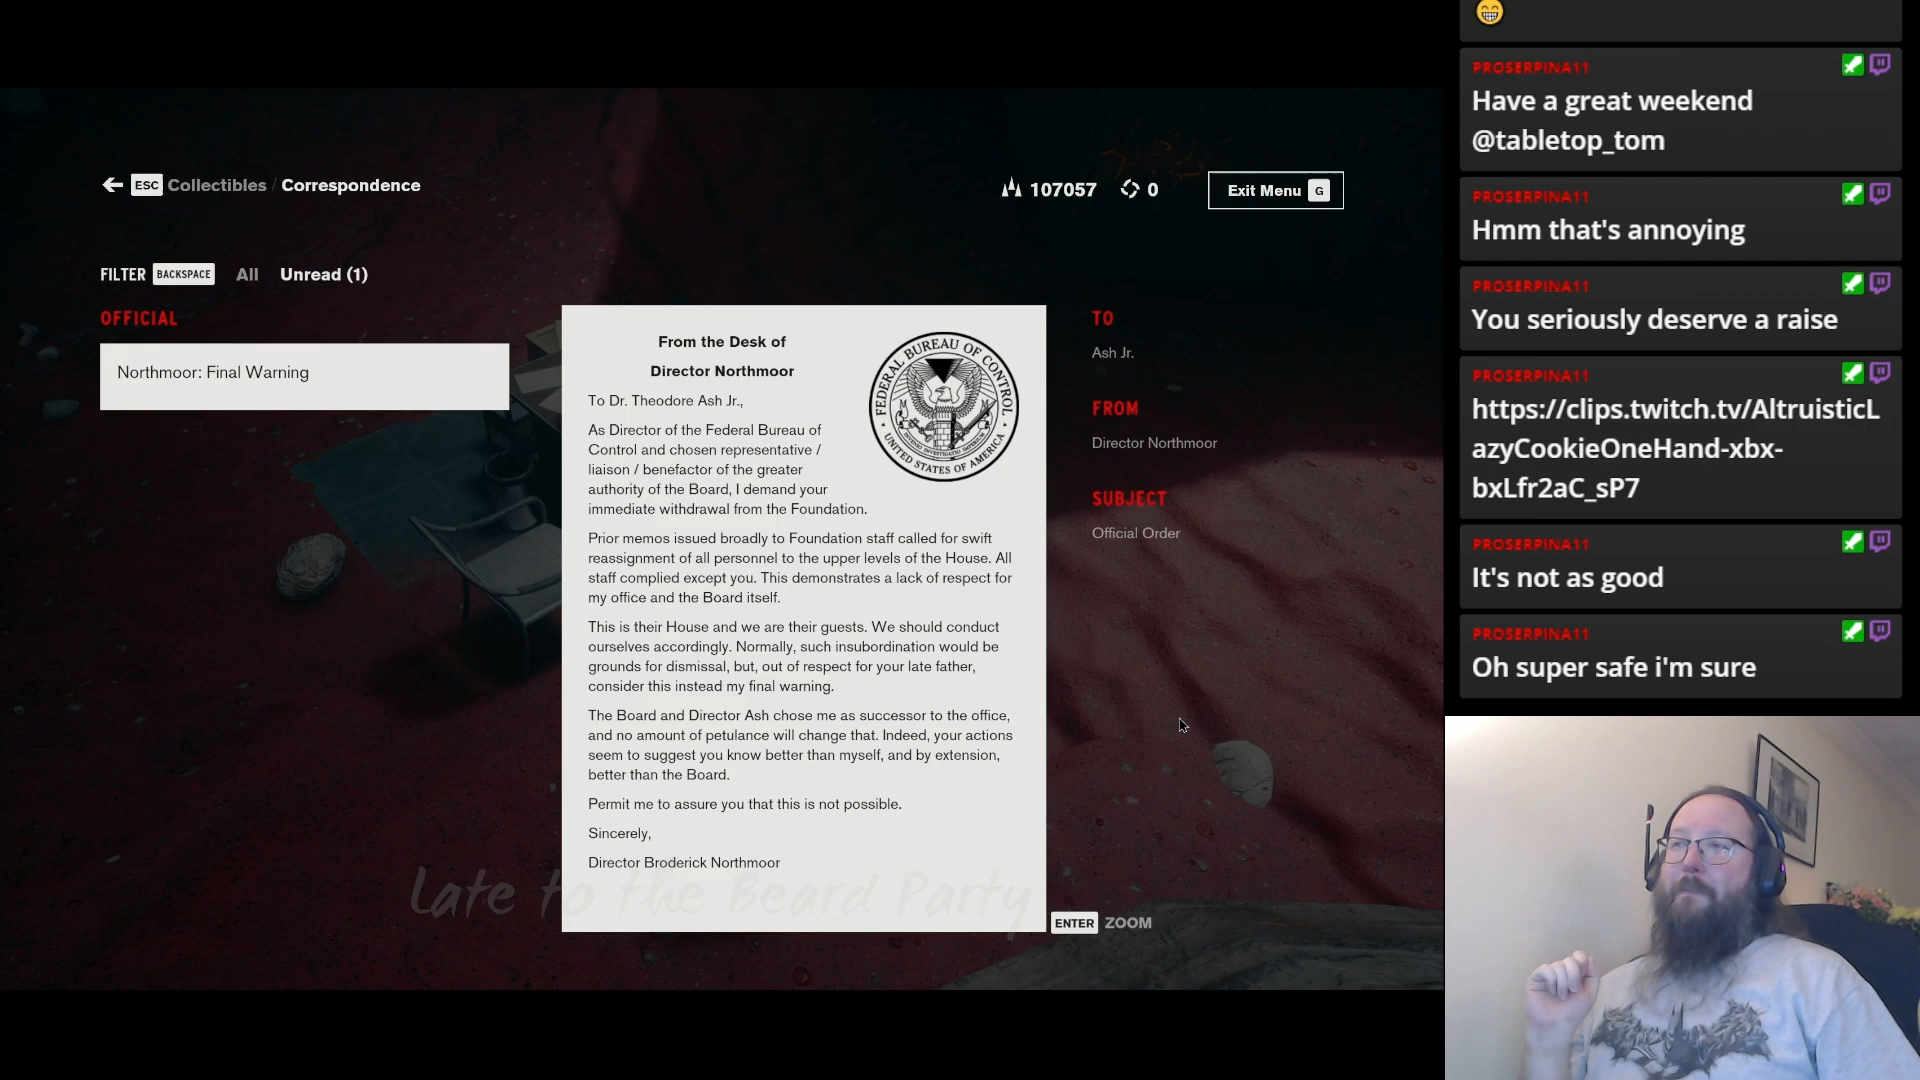 ESC Collectibles / Correspondence
107057 0
Exit Menu G
FILTER BACKSPACE All Unread (1)
OFFICIAL
Northmoor: Final Warning
From the Desk of
Director Northmoor
FEDERAL BUREAU OF CONTROL
UNITED STATES OF AMERICA
To Dr. Theodore Ash Jr.,
As Director of the Federal Bureau of
Control and chosen representative /
liaison / benefactor of the greater
authority of the Board, I demand your
immediate withdrawal from the Foundation.
Prior memos issued broadly to Foundation staff called for swift
reassignment of all personnel to the upper levels of the House. All
staff complied except you. This demonstrates a lack of respect for
my office and the Board itself.
This is their House and we are their guests. We should conduct
ourselves accordingly. Normally, such insubordination would be
grounds for dismissal, but, out of respect for your late father,
consider this instead my final warning.
The Board and Director Ash chose me as successor to the office,
and no amount of petulance will change that. Indeed, your actions
seem to suggest you know better than myself, and by extension,
better than the Board.
Permit me to assure you that this is not possible.
Sincerely,
Director Broderick Northmoor
Late to the Beard Party
TO
Ash Jr.
FROM
Director Northmoor
SUBJECT
Official Order
ENTER ZOOM
PROSERPINA11
Have a great weekend
@tabletop_tom
PROSERPINA11
Hmm that's annoying
PROSERPINA11
You seriously deserve a raise
PROSERPINA11
https://clips.twitch.tv/AltruisticL
azyCookieOneHand-xbx-
bxLfr2aC_sP7
PROSERPINA11
It's not as good
PROSERPINA11
Oh super safe i'm sure